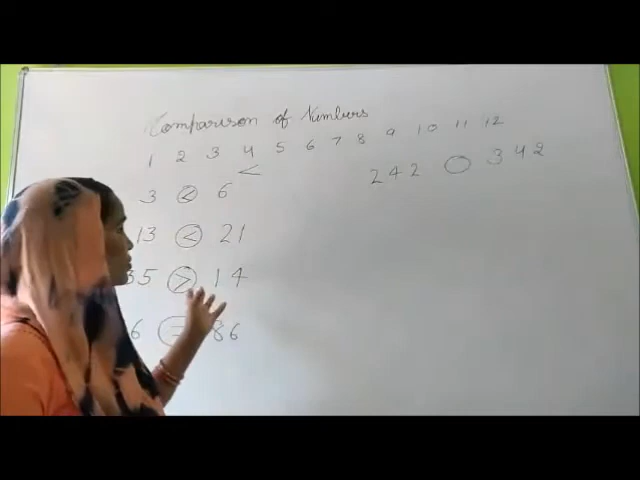 Comparison of Numbers
1 2 3 4 5 6 7 8 9 10 11 12
<
242 ○ 342
3 < 6
13 < 21
35 > 14
6 = 86